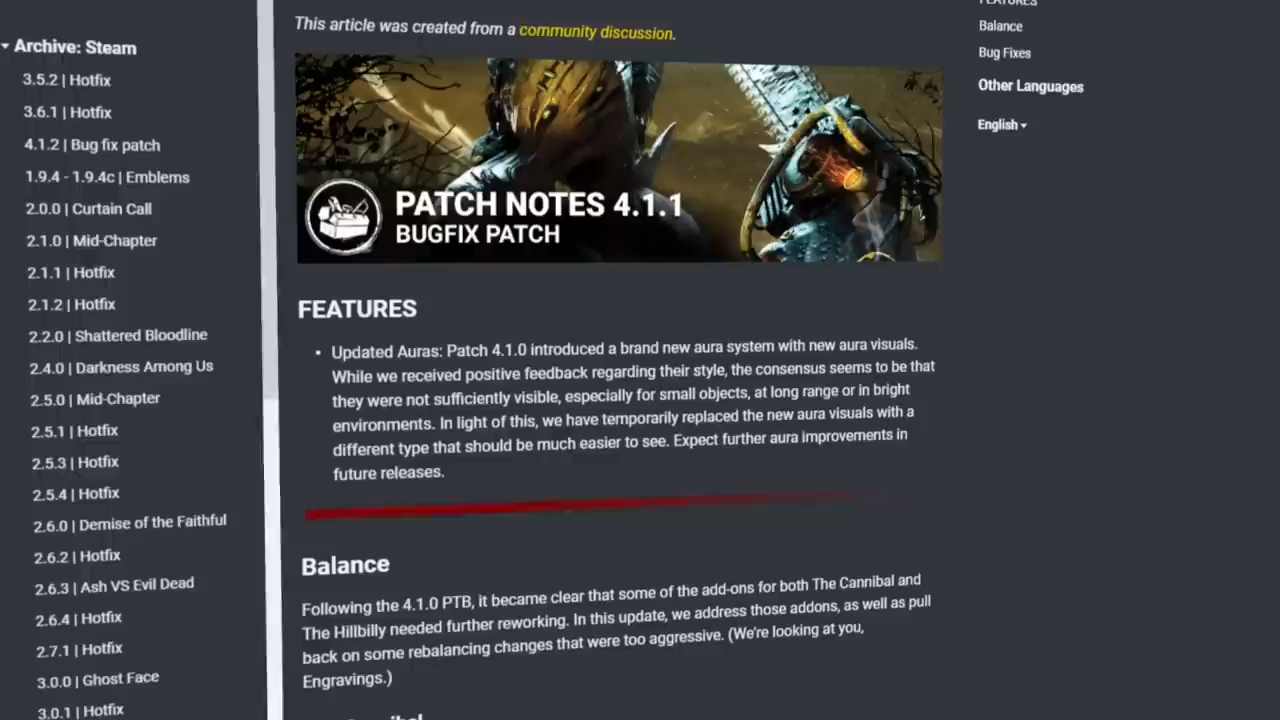 Archive: Steam
3.5.2 | Hotfix
3.6.1 | Hotfix
4.1.2 | Bug fix patch
1.9.4 - 1.9.4c | Emblems
2.0.0 | Curtain Call
2.1.0 | Mid-Chapter
2.1.1 | Hotfix
2.1.2 | Hotfix
2.2.0 | Shattered Bloodline
2.4.0 | Darkness Among Us
2.5.0 | Mid-Chapter
2.5.1 | Hotfix
2.5.3 | Hotfix
2.5.4 | Hotfix
2.6.0 | Demise of the Faithful
2.6.2 | Hotfix
2.6.3 | Ash VS Evil Dead
2.6.4 | Hotfix
2.7.1 | Hotfix
3.0.0 | Ghost Face
3.0.1 | Hotfix
This article was created from a community discussion.
PATCH NOTES 4.1.1
BUGFIX PATCH
FEATURES
• Updated Auras: Patch 4.1.0 introduced a brand new aura system with new aura visuals.
While we received positive feedback regarding their style, the consensus seems to be that
they were not sufficiently visible, especially for small objects, at long range or in bright
environments. In light of this, we have temporarily replaced the new aura visuals with a
different type that should be much easier to see. Expect further aura improvements in
future releases.
Balance
Following the 4.1.0 PTB, it became clear that some of the add-ons for both The Cannibal and
The Hillbilly needed further reworking. In this update, we address those addons, as well as pull
back on some rebalancing changes that were too aggressive. (We're looking at you,
Engravings.)
FEATURES
Balance
Bug Fixes
Other Languages
English